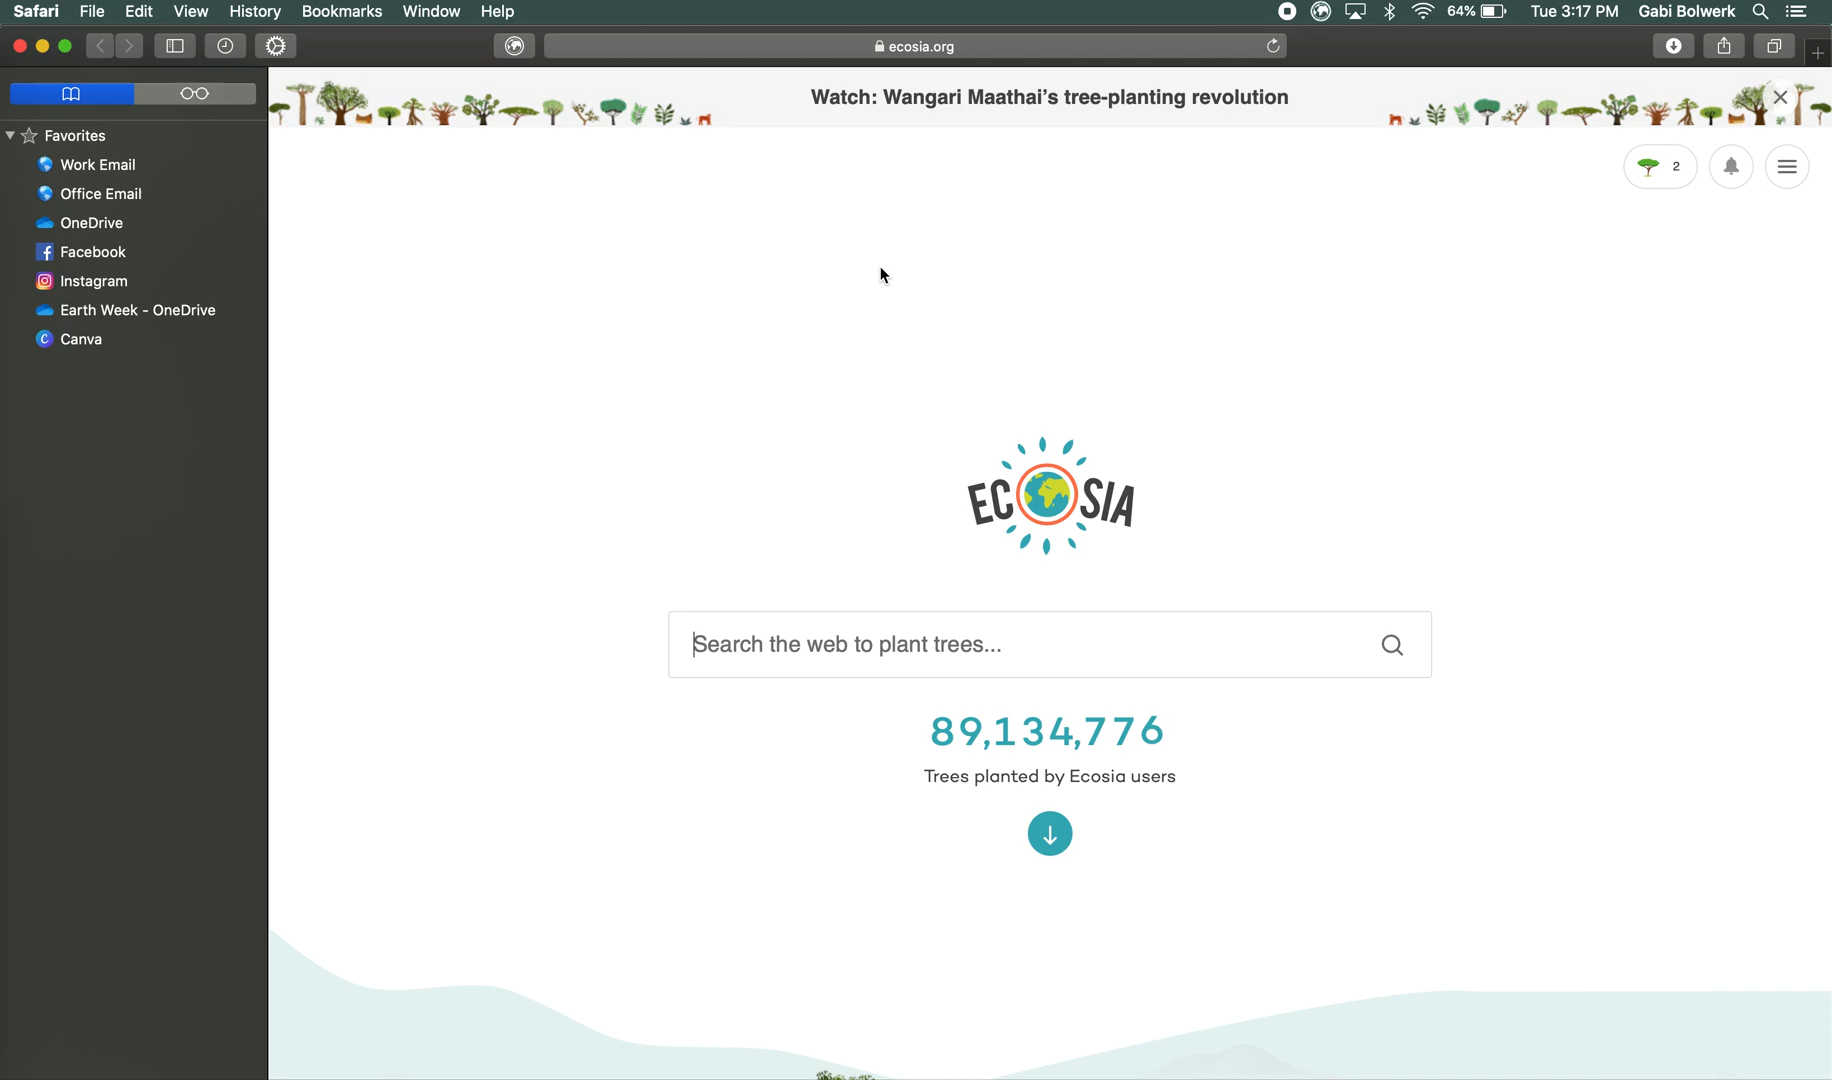 Safari File Edit View History Bookmarks Window Help 64% Tue 3:17 PM Gabi Bolwerk
ecosia.org
Favorites
Work Email
Office Email
OneDrive
Facebook
Instagram
Earth Week - OneDrive
Canva
Watch: Wangari Maathai's tree-planting revolution
2
ECOSIA
Search the web to plant trees...
89,134,776
Trees planted by Ecosia users